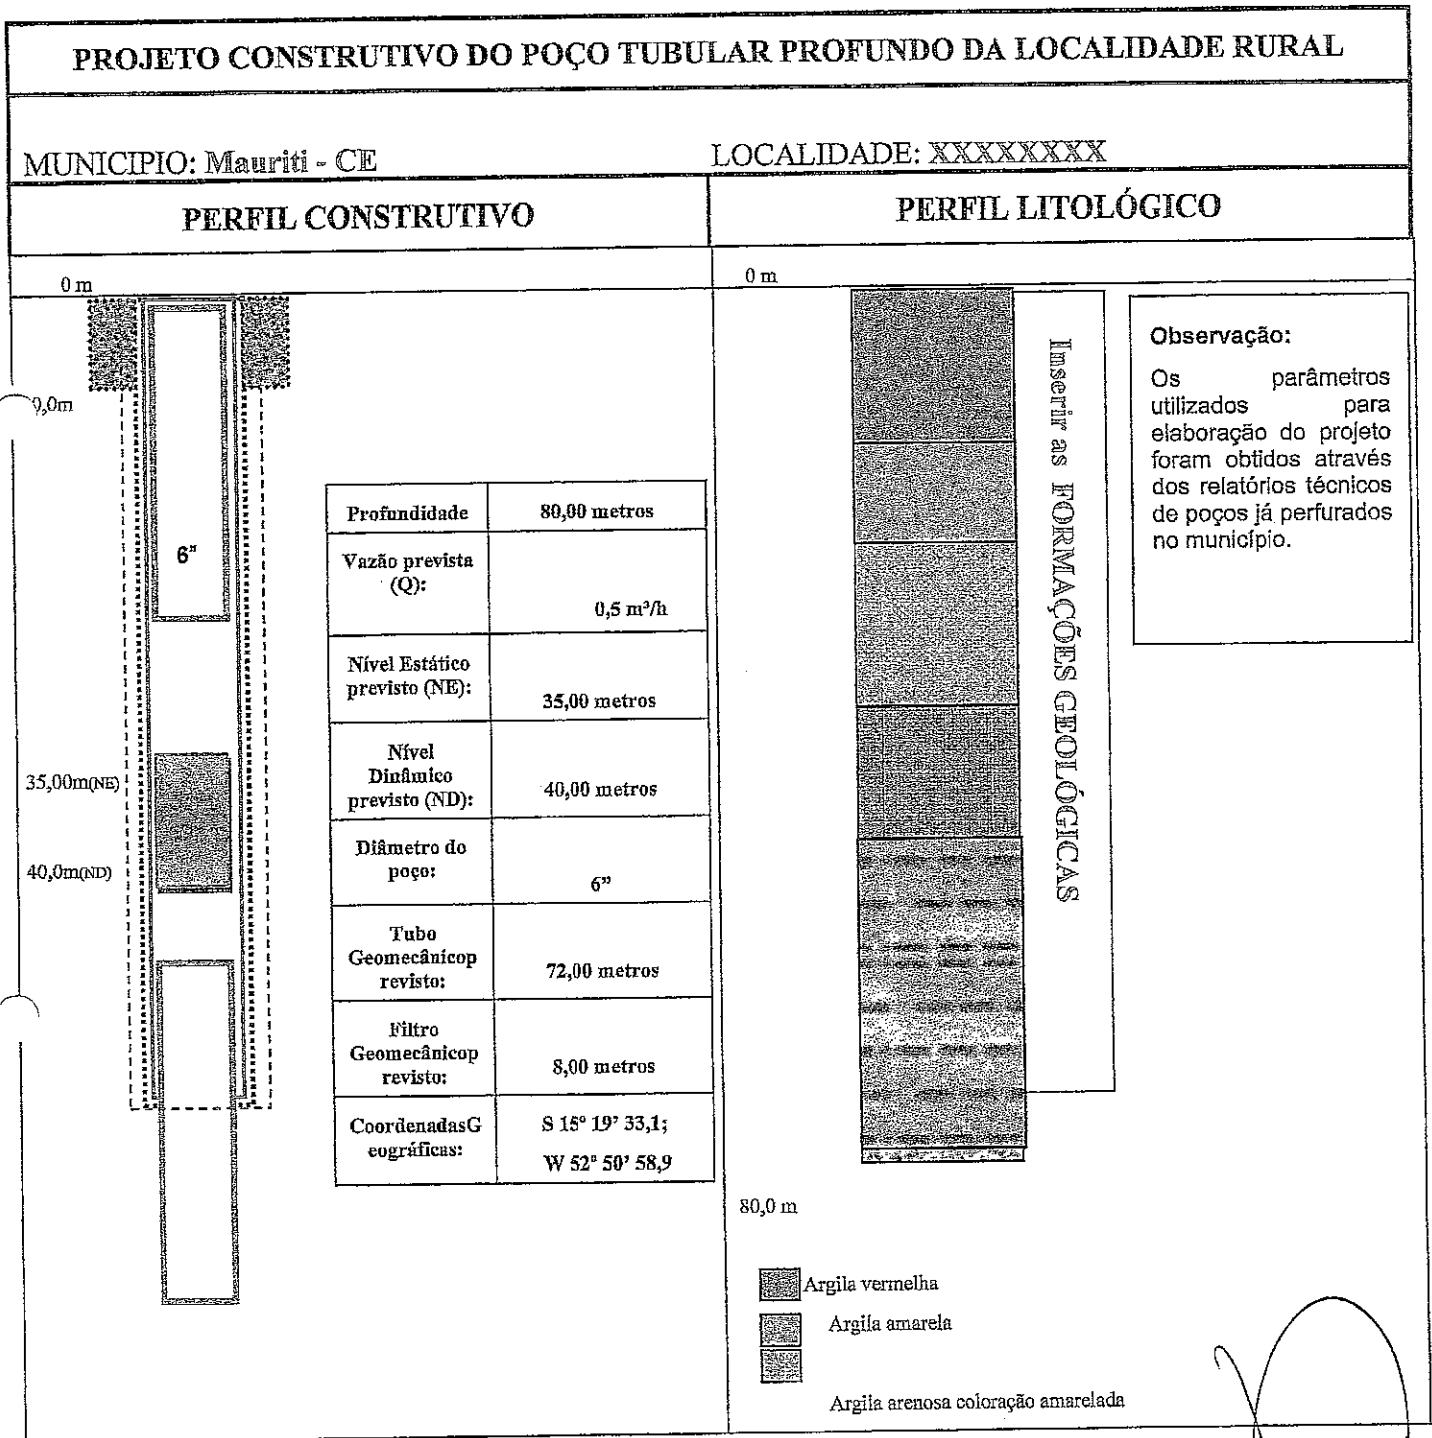 PROJETO CONSTRUTIVO DO POÇO TUBULAR PROFUNDO DA LOCALIDADE RURAL
MUNICIPIO: Mauriti - CE
LOCALIDADE: XXXXXXXX
PERFIL CONSTRUTIVO
PERFIL LITOLÓGICO
0 m
0 m
0,0m
6"
35,00m(NE)
40,0m(ND)
Profundidade
80,00 metros
Vazão prevista
(Q):
0,5 m³/h
Nível Estático
previsto (NE):
35,00 metros
Nível
Dinâmico
previsto (ND):
40,00 metros
Diâmetro do
poço:
6”
Tubo
Geomecânicop
revisto:
72,00 metros
Filtro
Geomecânicop
revisto:
8,00 metros
CoordenadasG
eográficas:
S 15º 19’ 33,1;
W 52º 50’ 58,9
Inserir as FORMAÇÕES GEOLÓGICAS
Observação:
Os parâmetros
utilizados para
elaboração do projeto
foram obtidos através
dos relatórios técnicos
de poços já perfurados
no município.
80,0 m
Argila vermelha
Argila amarela
Argila arenosa coloração amarelada